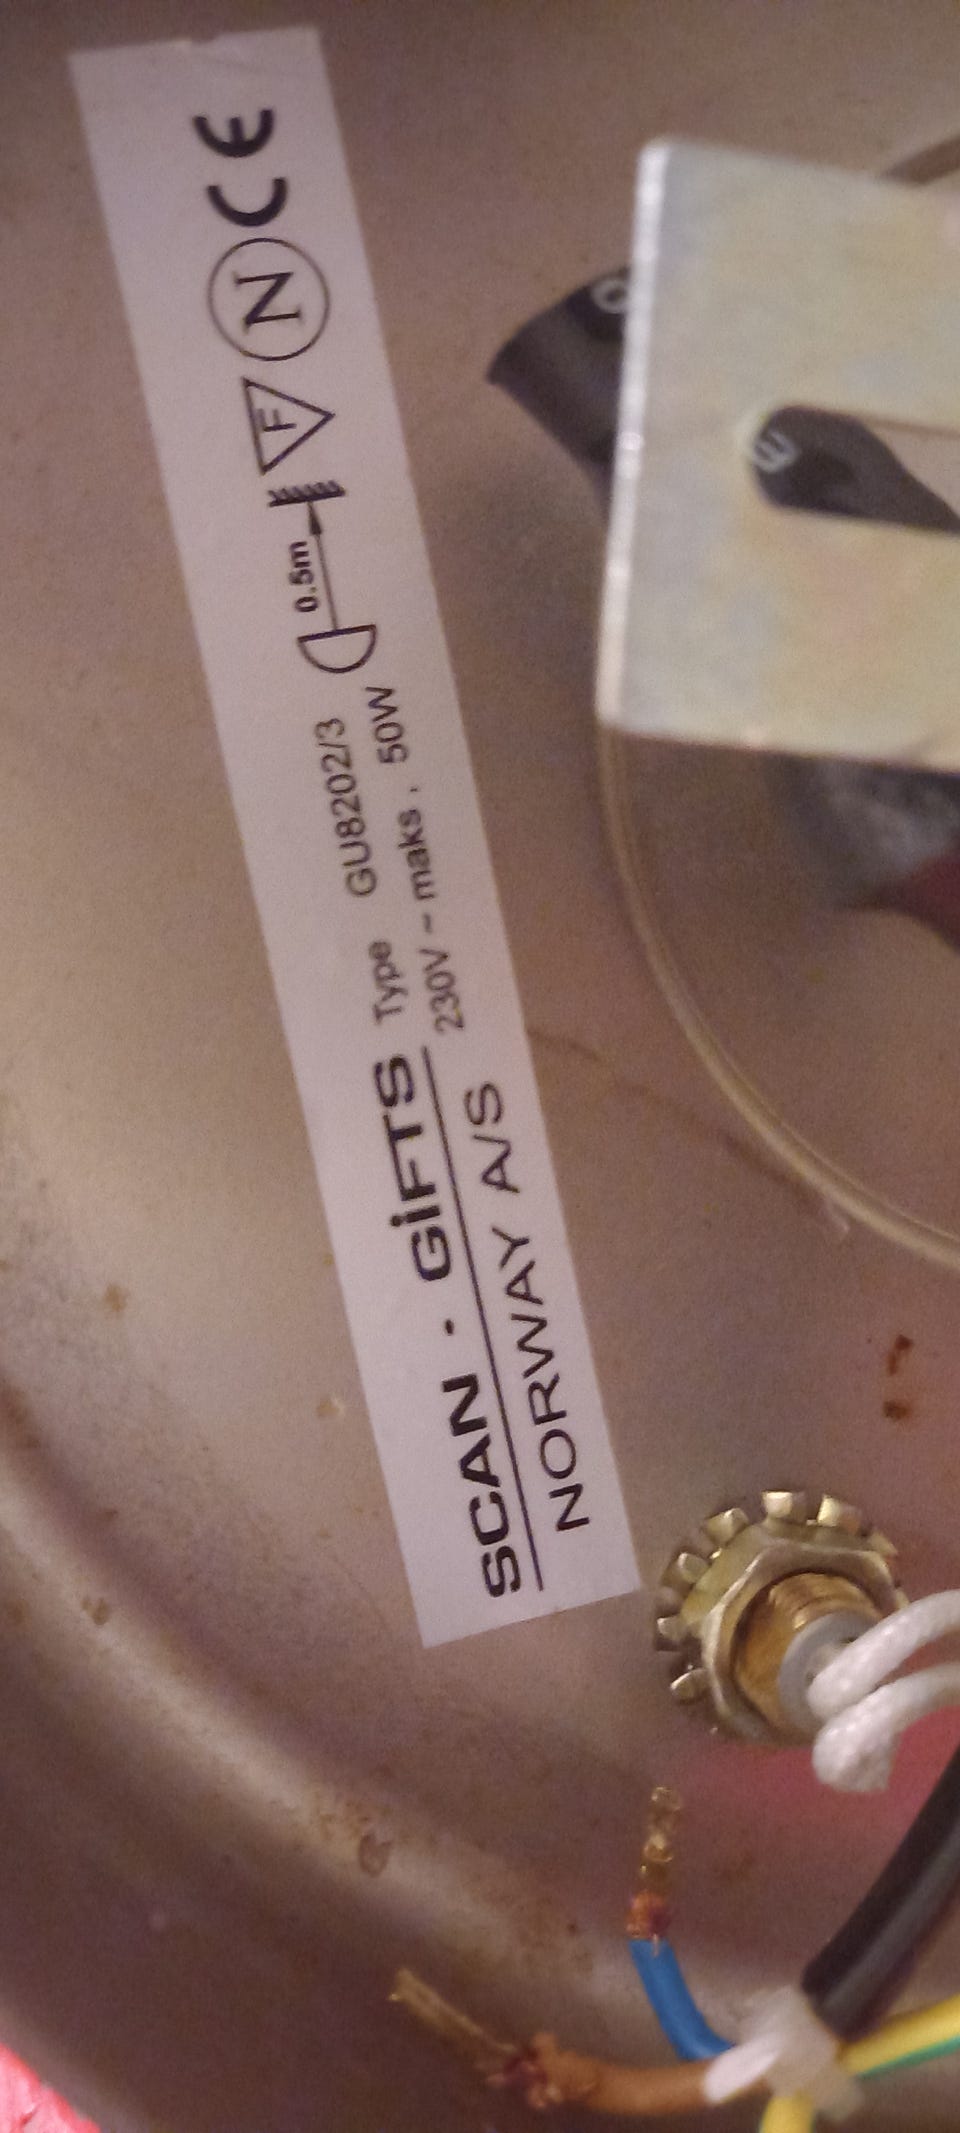 SCAN - GiFTS
NORWAY A/S
Type GU8202/3
230V ~ maks . 50W
0.5m
F
N
CE